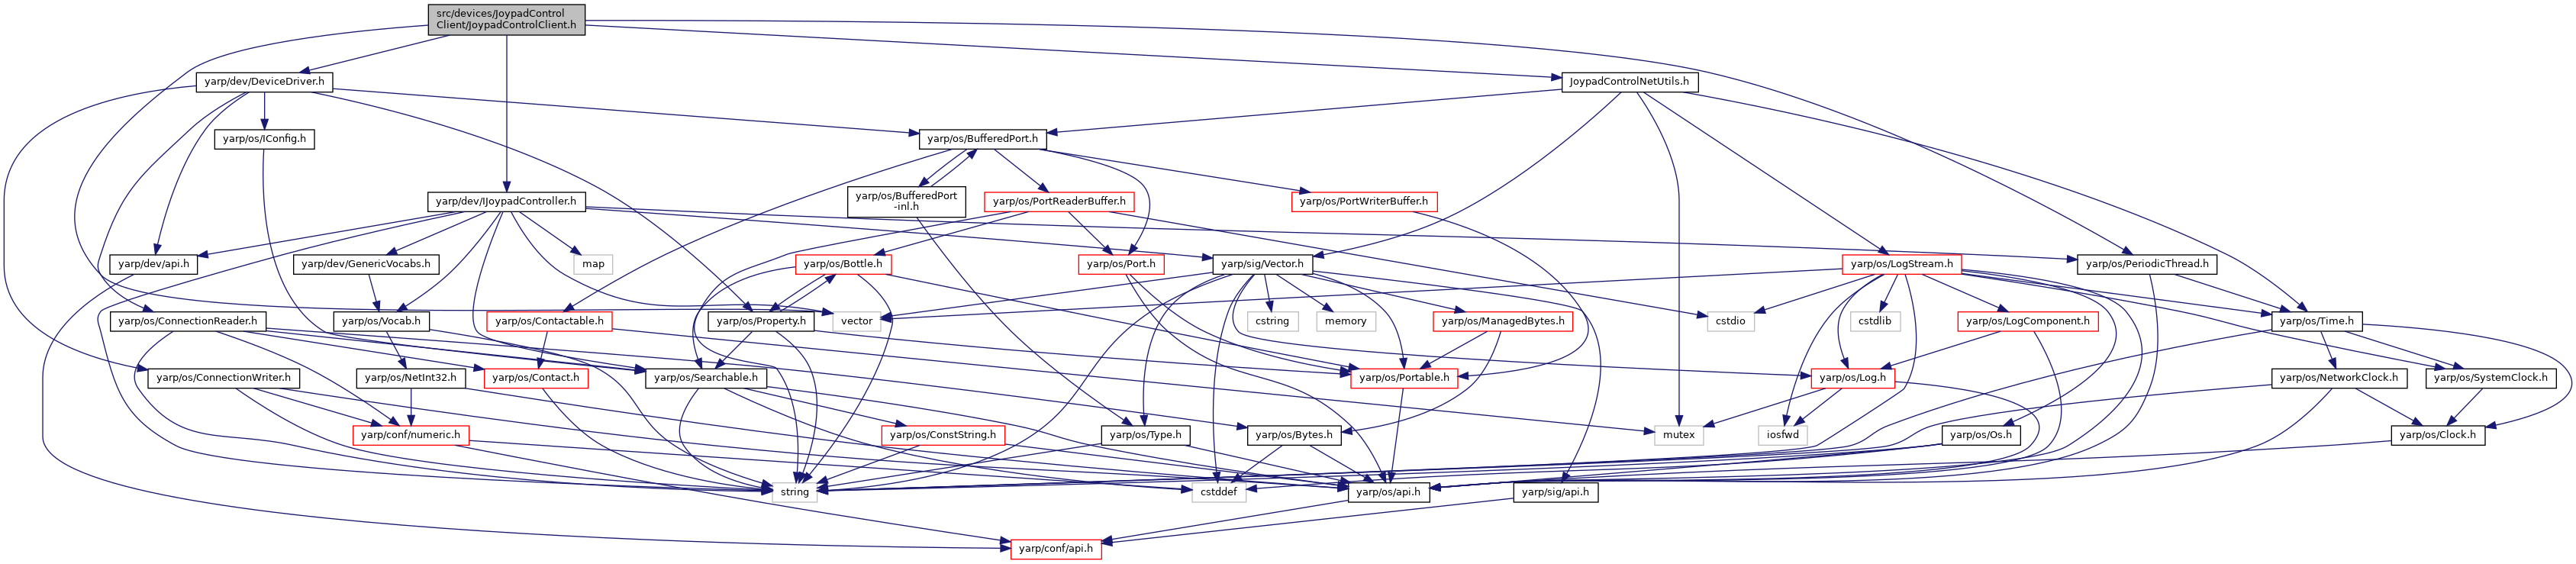 src/devices/JoypadControl
Client/JoypadControlClient.h
yarp/dev/DeviceDriver.h
JoypadControlNetUtils.h
yarp/os/IConfig.h
yarp/os/BufferedPort.h
yarp/dev/IJoypadController.h
yarp/os/BufferedPort
-inl.h
yarp/os/PortReaderBuffer.h
yarp/os/PortWriterBuffer.h
yarp/dev/api.h
yarp/dev/GenericVocabs.h
map
yarp/os/Bottle.h
yarp/os/Port.h
yarp/sig/Vector.h
yarp/os/LogStream.h
yarp/os/PeriodicThread.h
yarp/os/ConnectionReader.h
yarp/os/Vocab.h
yarp/os/Contactable.h
yarp/os/Property.h
vector
cstring
memory
yarp/os/ManagedBytes.h
cstdio
cstdlib
yarp/os/LogComponent.h
yarp/os/Time.h
yarp/os/ConnectionWriter.h
yarp/os/NetInt32.h
yarp/os/Contact.h
yarp/os/Searchable.h
yarp/os/Portable.h
yarp/os/Log.h
yarp/os/NetworkClock.h
yarp/os/SystemClock.h
yarp/conf/numeric.h
yarp/os/ConstString.h
yarp/os/Type.h
yarp/os/Bytes.h
mutex
iosfwd
yarp/os/Os.h
yarp/os/Clock.h
string
cstddef
yarp/os/api.h
yarp/sig/api.h
yarp/conf/api.h